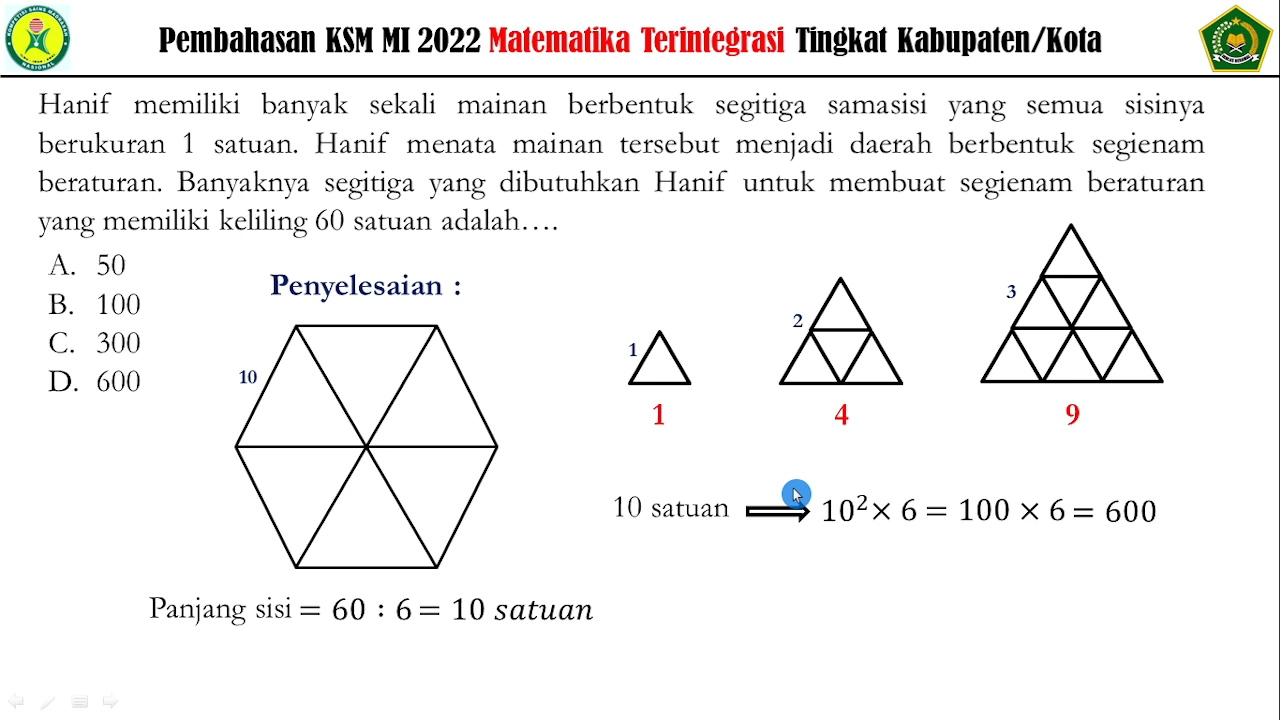 Pembahasan KSM MI 2022 Matematika Terintegrasi Tingkat Kabupaten/Kota
Hanif memiliki banyak sekali mainan berbentuk segitiga samasisi yang semua sisinya
berukuran 1 satuan. Hanif menata mainan tersebut menjadi daerah berbentuk segienam
beraturan. Banyaknya segitiga yang dibutuhkan Hanif untuk membuat segienam beraturan
yang memiliki keliling 60 satuan adalah….
A. 50
B. 100
C. 300
D. 600
Penyelesaian :
10
1
2
3
1
4
9
10 satuan
10² × 6 = 100 × 6 = 600
Panjang sisi = 60 : 6 = 10 satuan